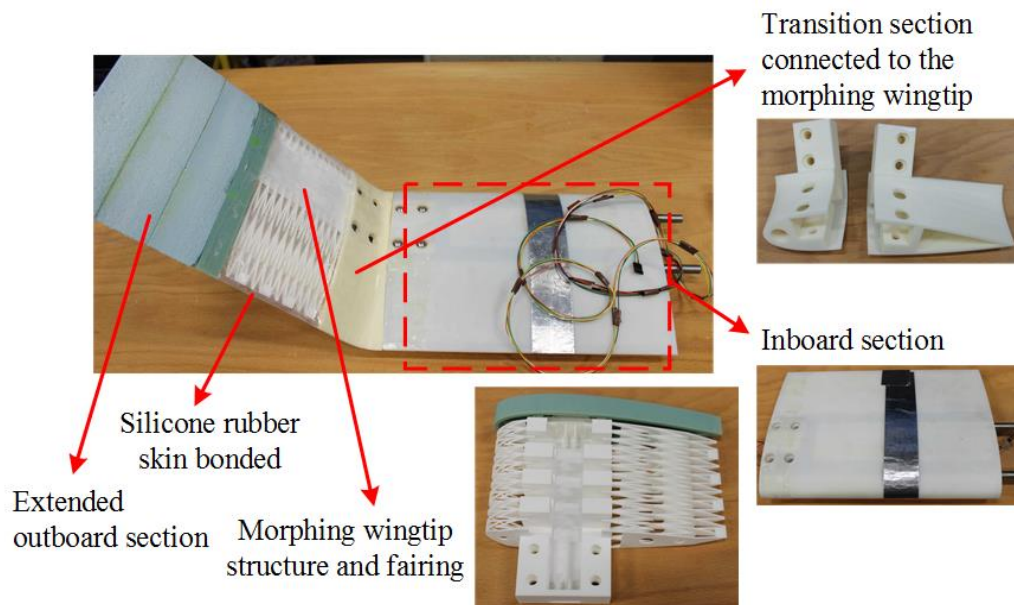 Transition section
connected to the
morphing wingtip
Inboard section
Silicone rubber
skin bonded
Extended
outboard section
Morphing wingtip
structure and fairing